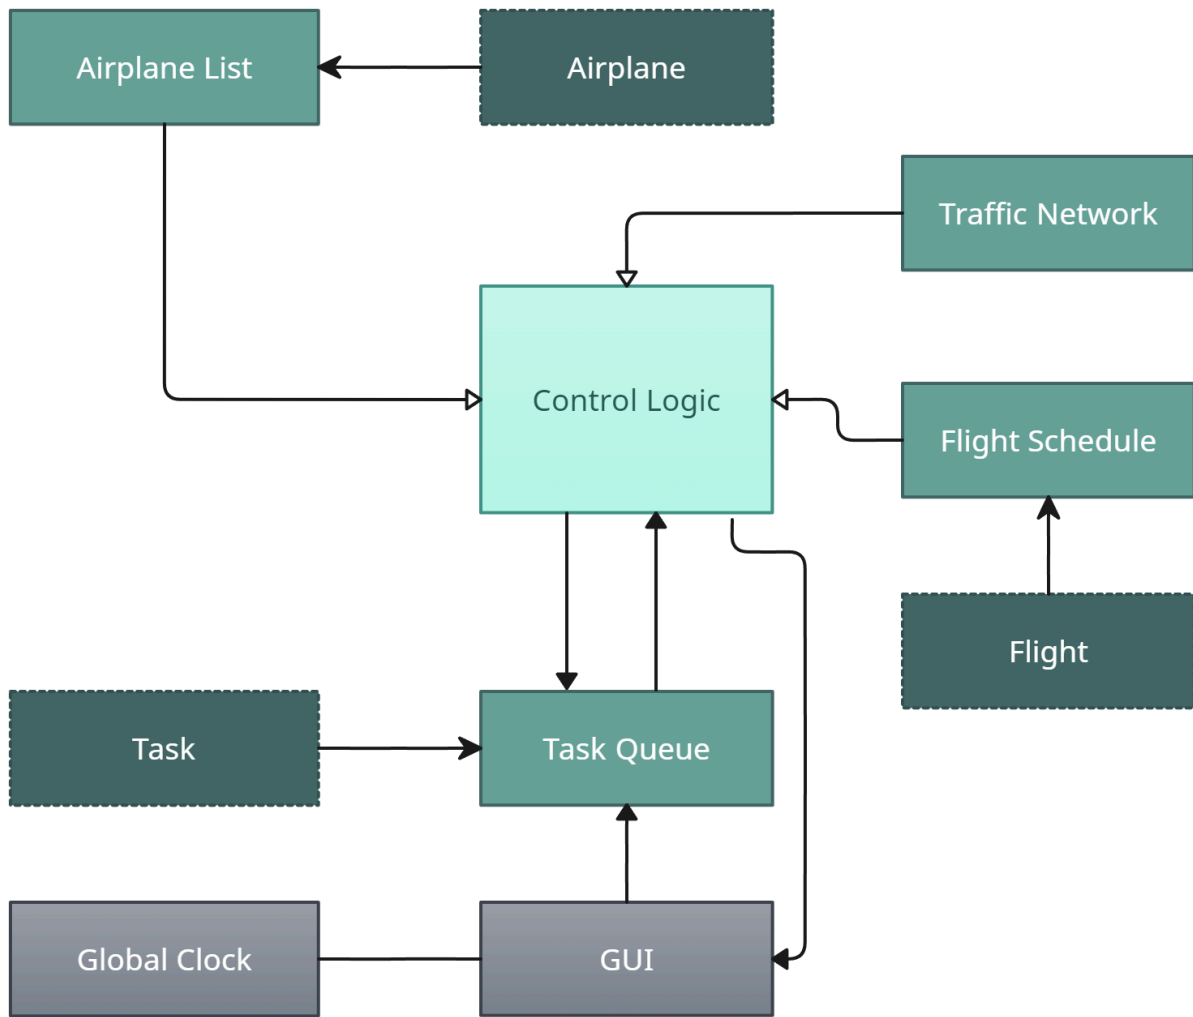 Airplane List
Airplane
Traffic Network
Control Logic
Flight Schedule
Flight
Task
Task Queue
Global Clock
GUI